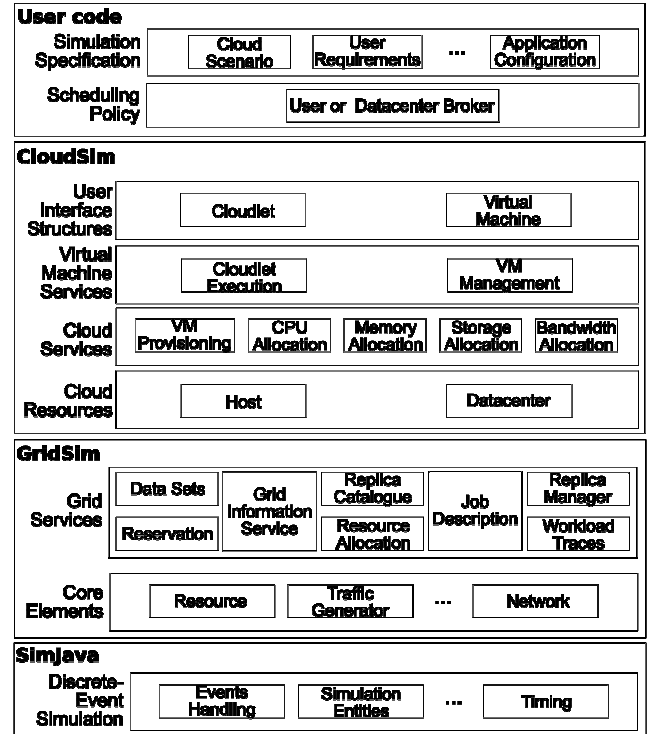 User code
Simulation
Specification
Cloud
Scenario
User
Requirements
...
Application
Configuration
Scheduling
Policy
User or Datacenter Broker
CloudSim
User
Interface
Structures
Cloudlet
Virtual
Machine
Virtual
Machine
Services
Cloudlet
Execution
VM
Management
Cloud
Services
VM
Provisioning
CPU
Allocation
Memory
Allocation
Storage
Allocation
Bandwidth
Allocation
Cloud
Resources
Host
Datacenter
GridSim
Grid
Services
Data Sets
Reservation
Grid
Information
Service
Replica
Catalogue
Resource
Allocation
Job
Description
Replica
Manager
Workload
Traces
Core
Elements
Resource
Traffic
Generator
...
Network
SimJava
Discrete-
Event
Simulation
Events
Handling
Simulation
Entities
...
Timing